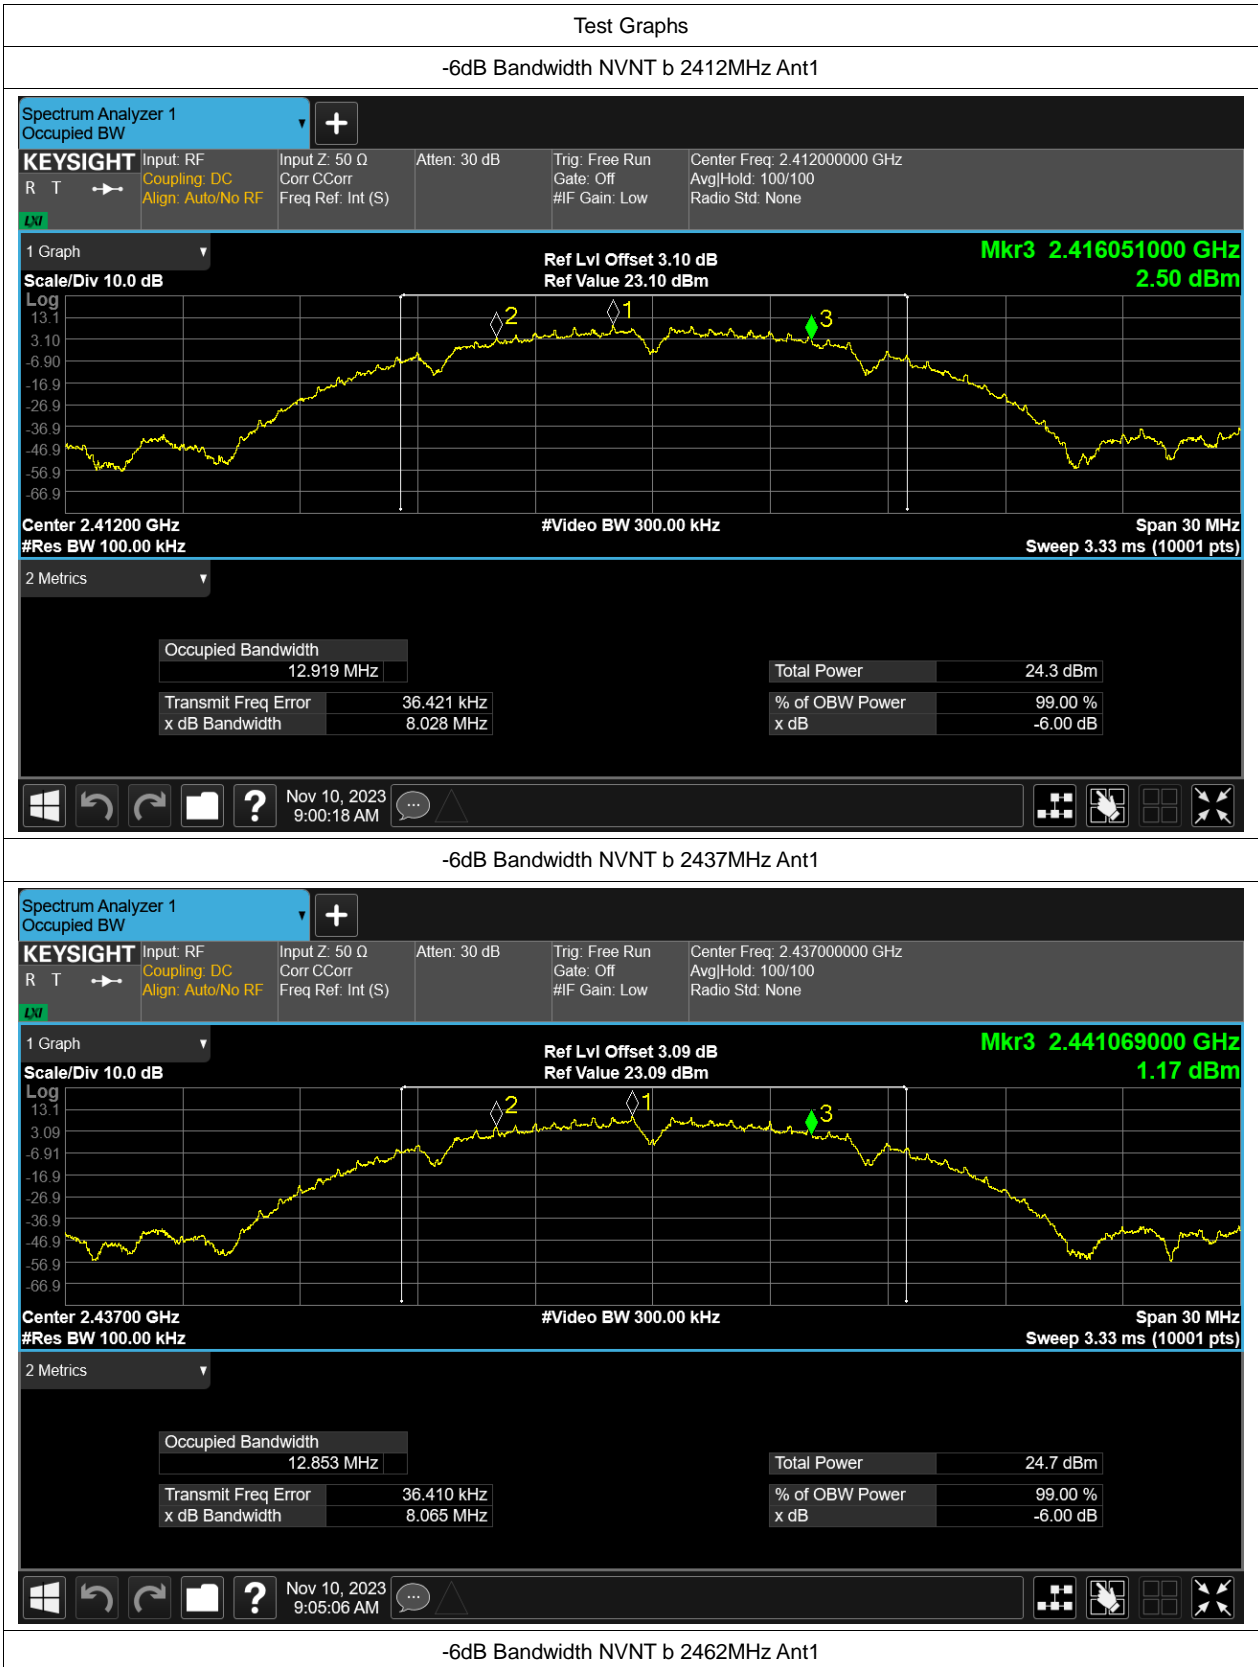 Test Graphs
-6dB Bandwidth NVNT b 2412MHz Ant1
Spectrum Analyzer 1
Occupied BW
KEYSIGHT Input: RF Input Z: 50 Ω Atten: 30 dB Trig: Free Run Center Freq: 2.412000000 GHz
R T Coupling: DC Corr CCorr Gate: Off Avg|Hold: 100/100
Align: Auto/No RF Freq Ref: Int (S) #IF Gain: Low Radio Std: None
LXI
1 Graph Ref Lvl Offset 3.10 dB Mkr3 2.416051000 GHz
Scale/Div 10.0 dB Ref Value 23.10 dBm 2.50 dBm
Log
13.1 2 1 3
3.10
-6.90
-16.9
-26.9
-36.9
-46.9
-56.9
-66.9
Center 2.41200 GHz #Video BW 300.00 kHz Span 30 MHz
#Res BW 100.00 kHz Sweep 3.33 ms (10001 pts)
2 Metrics
Occupied Bandwidth
12.919 MHz Total Power 24.3 dBm
Transmit Freq Error 36.421 kHz % of OBW Power 99.00 %
x dB Bandwidth 8.028 MHz x dB -6.00 dB
Nov 10, 2023
9:00:18 AM
-6dB Bandwidth NVNT b 2437MHz Ant1
Spectrum Analyzer 1
Occupied BW
KEYSIGHT Input: RF Input Z: 50 Ω Atten: 30 dB Trig: Free Run Center Freq: 2.437000000 GHz
R T Coupling: DC Corr CCorr Gate: Off Avg|Hold: 100/100
Align: Auto/No RF Freq Ref: Int (S) #IF Gain: Low Radio Std: None
LXI
1 Graph Ref Lvl Offset 3.09 dB Mkr3 2.441069000 GHz
Scale/Div 10.0 dB Ref Value 23.09 dBm 1.17 dBm
Log
13.1 2 1 3
3.09
-6.91
-16.9
-26.9
-36.9
-46.9
-56.9
-66.9
Center 2.43700 GHz #Video BW 300.00 kHz Span 30 MHz
#Res BW 100.00 kHz Sweep 3.33 ms (10001 pts)
2 Metrics
Occupied Bandwidth
12.853 MHz Total Power 24.7 dBm
Transmit Freq Error 36.410 kHz % of OBW Power 99.00 %
x dB Bandwidth 8.065 MHz x dB -6.00 dB
Nov 10, 2023
9:05:06 AM
-6dB Bandwidth NVNT b 2462MHz Ant1